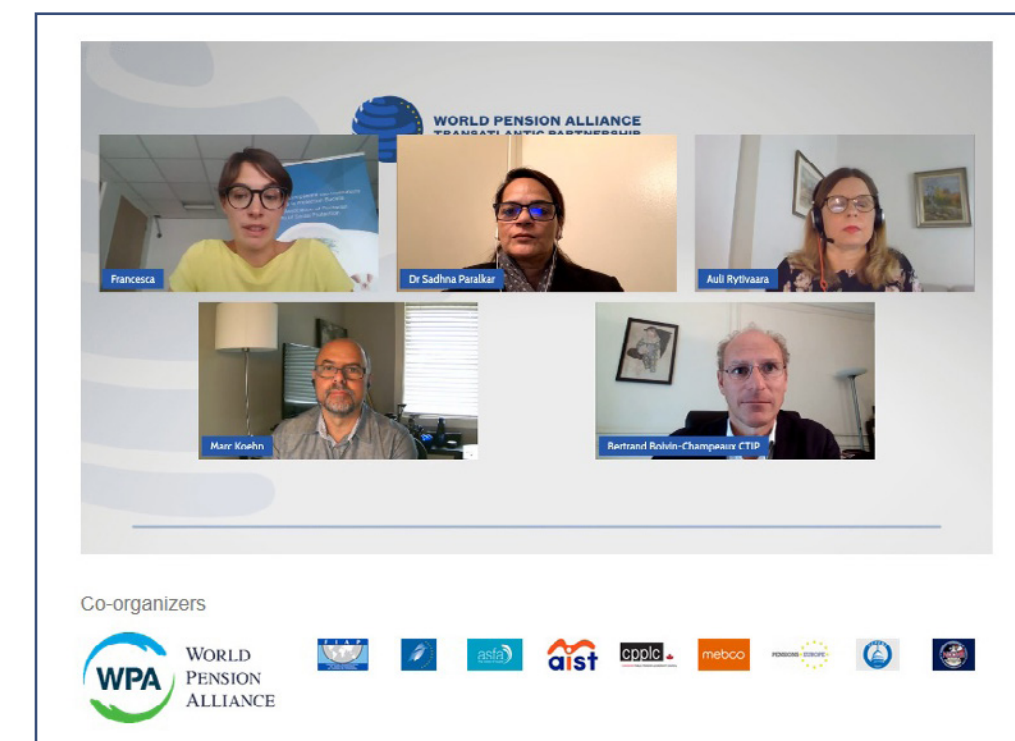 WORLD PENSION ALLIANCE
TRANSATLANTIC PARTNERSHIP
Francesca
Dr Sadhna Paralkar
Auli Rytivaara
Marc Koehn
Bertrand Boivin-Champeaux CTIP
Co-organizers
WPA
WORLD
PENSION
ALLIANCE
FIAP
asfa
aist
cpplc
mebco
PENSIONS EUROPE